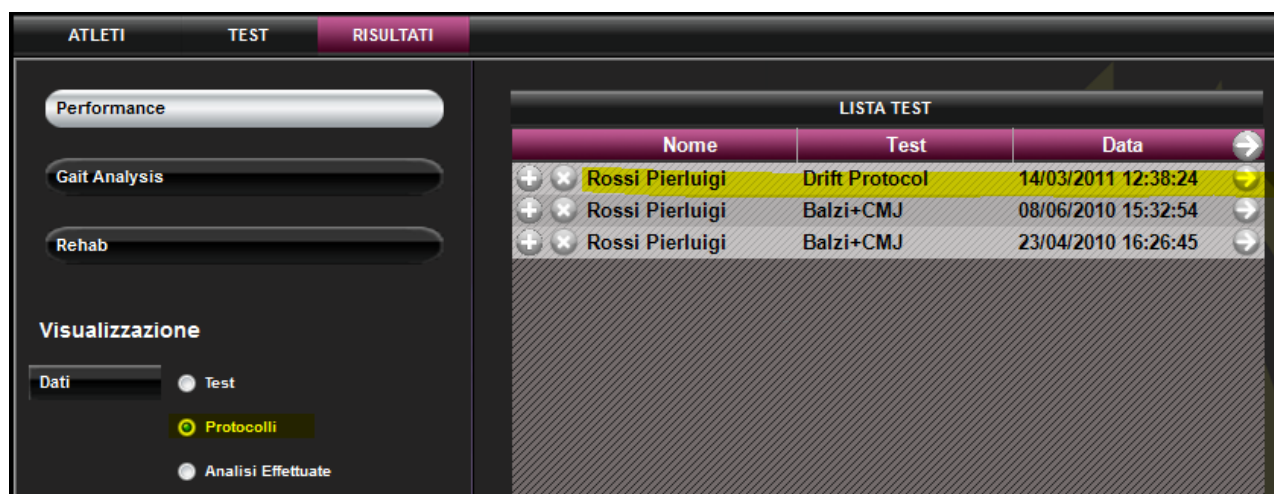 ATLETI TEST RISULTATI
Performance
Gait Analysis
Rehab
Visualizzazione
Dati
Test
Protocolli
Analisi Effettuate
LISTA TEST
Nome Test Data
Rossi Pierluigi Drift Protocol 14/03/2011 12:38:24
Rossi Pierluigi Balzi+CMJ 08/06/2010 15:32:54
Rossi Pierluigi Balzi+CMJ 23/04/2010 16:26:45